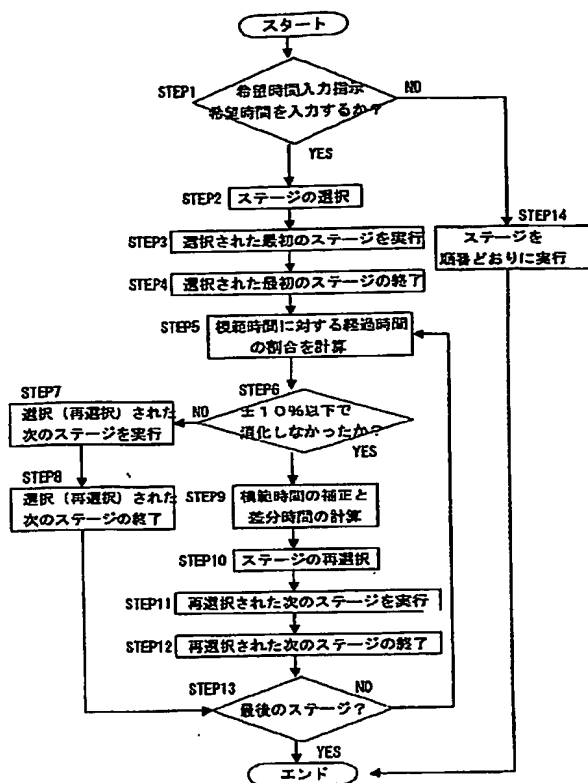 スタート
STEP1
希望時間入力指示
希望時間を入力するか?
NO
YES
STEP2
ステージの選択
STEP14
ステージを
順番どおりに実行
STEP3
選択された最初のステージを実行
STEP4
選択された最初のステージの終了
STEP5
模範時間に対する経過時間
の割合を計算
STEP6
±10%以下で
消化しなかったか?
NO
YES
STEP7
選択(再選択)された
次のステージを実行
STEP8
選択(再選択)された
次のステージの終了
STEP9
模範時間の補正と
差分時間の計算
STEP10
ステージの再選択
STEP11
再選択された次のステージを実行
STEP12
再選択された次のステージの終了
STEP13
最後のステージ?
NO
YES
エンド